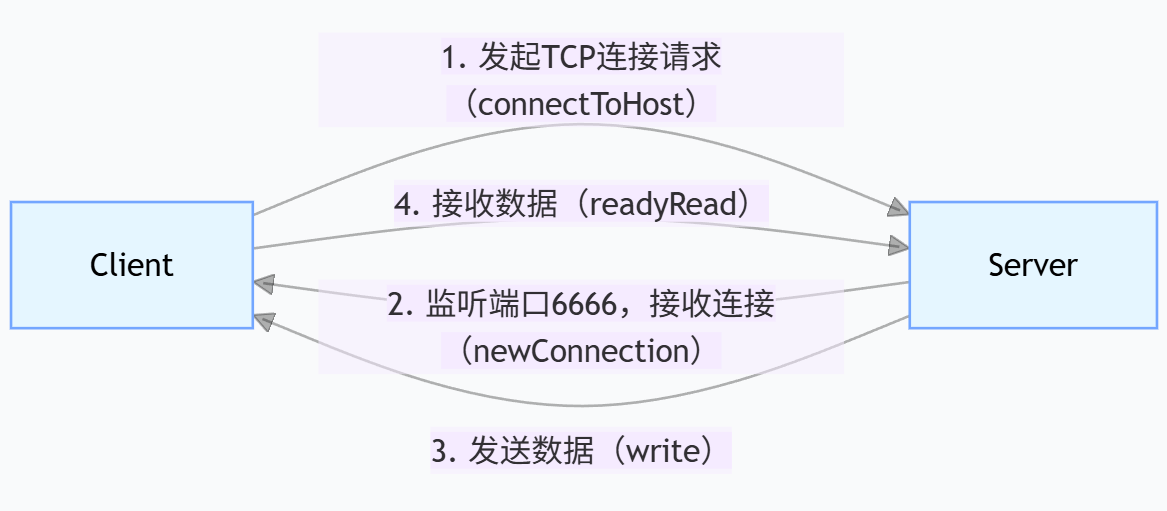 1. 发起TCP连接请求
（connectToHost）
4. 接收数据（readyRead）
Client
Server
2. 监听端口6666，接收连接
（newConnection）
3. 发送数据（write）